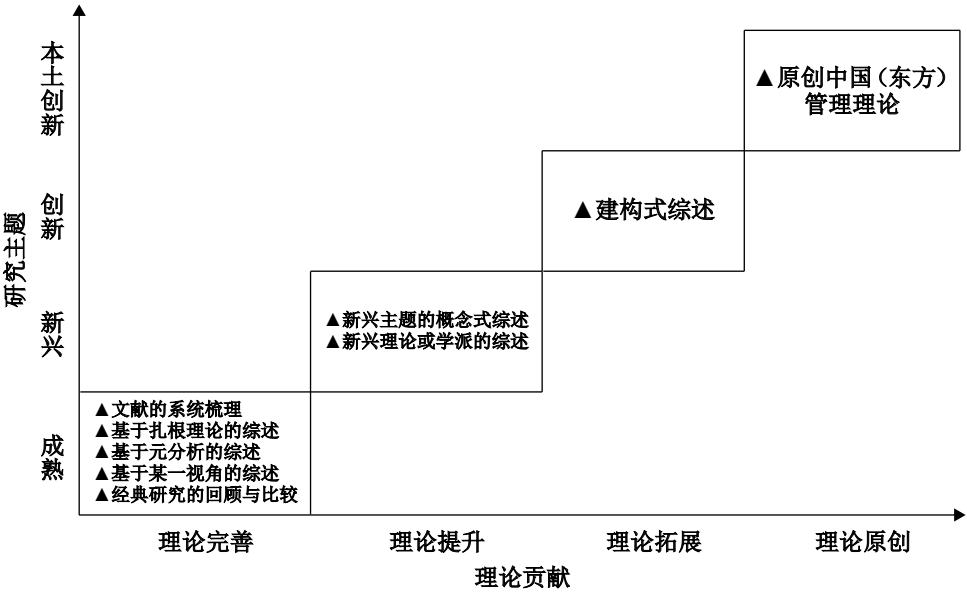 本土创新
▲原创中国（东方）
管理理论
创新
▲建构式综述
研究主题
新兴
▲新兴主题的概念式综述
▲新兴理论或学派的综述
成熟
▲文献的系统梳理
▲基于扎根理论的综述
▲基于元分析的综述
▲基于某一视角的综述
▲经典研究的回顾与比较
理论完善
理论提升
理论拓展
理论原创
理论贡献